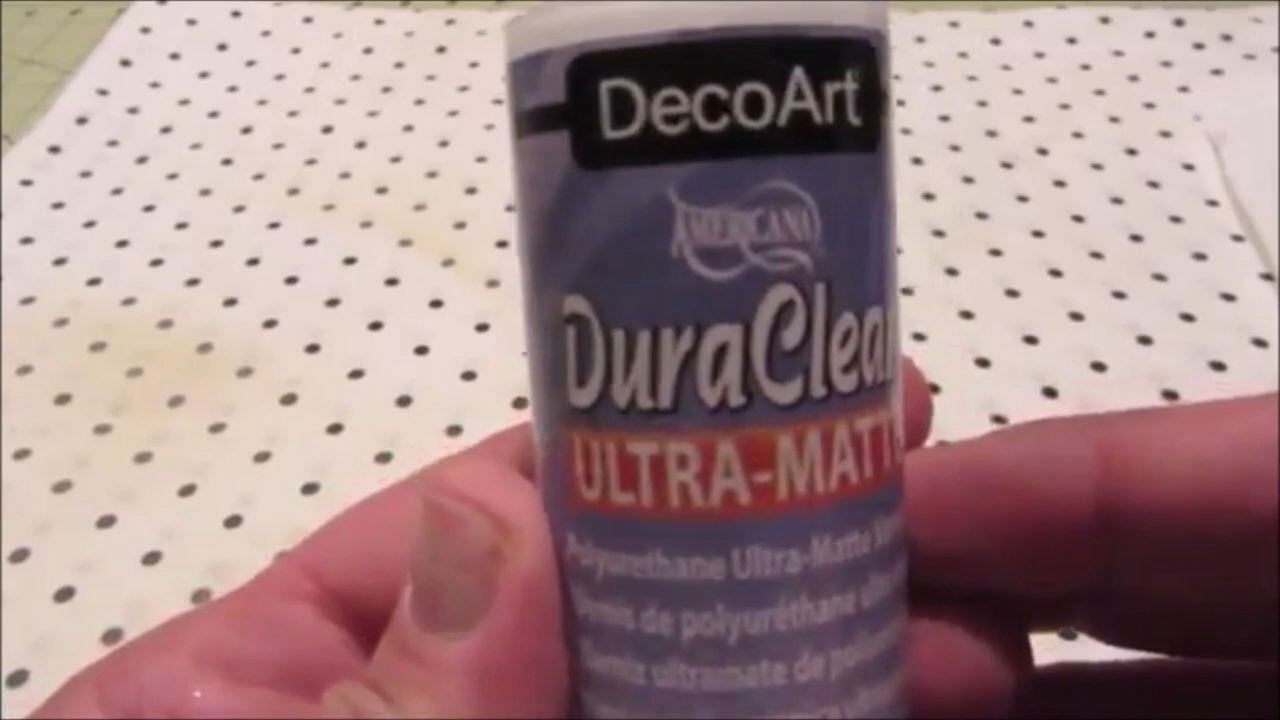 DecoArt
AMERICANA
DuraClear
ULTRA-MATTE
Polyurethane Ultra-Matte
de polyuréthane
ultramate de